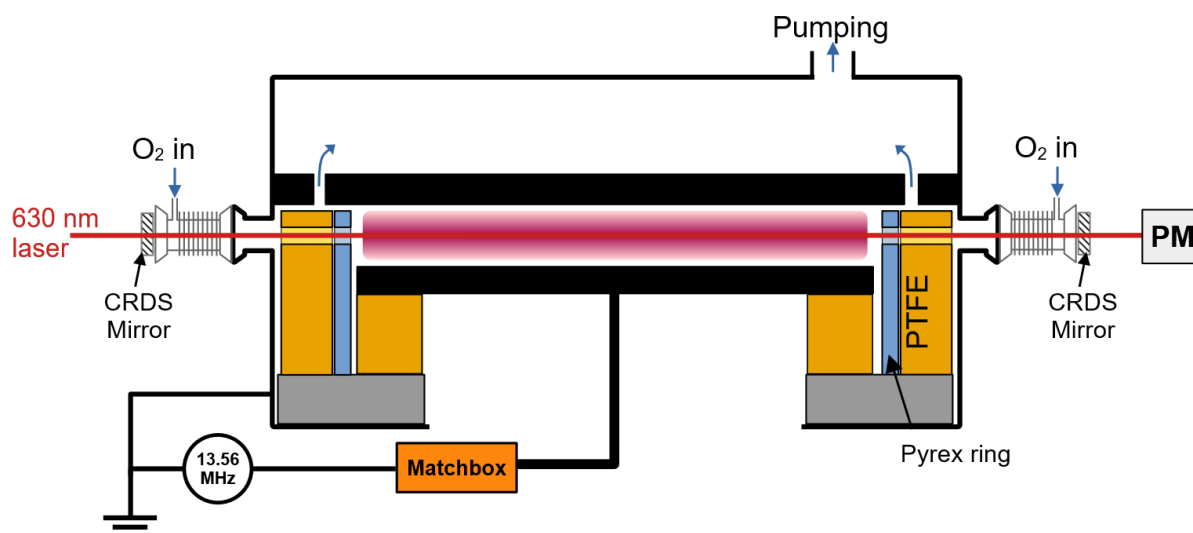 Pumping
O₂ in
O₂ in
630 nm
laser
PM
CRDS
Mirror
CRDS
Mirror
PTFE
Pyrex ring
13.56
MHz
Matchbox